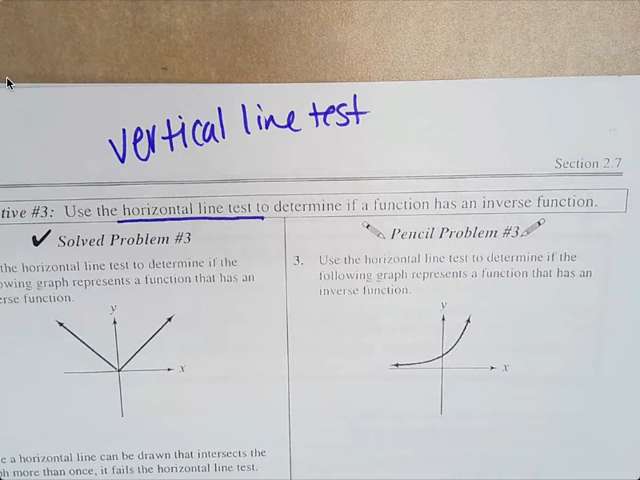 vertical line test
Section 2.7
tive #3: Use the horizontal line test to determine if a function has an inverse function.
✔ Solved Problem #3
the horizontal line test to determine if the
owing graph represents a function that has an
erse function.
y
x
Pencil Problem #3
3. Use the horizontal line test to determine if the
following graph represents a function that has an
inverse function.
y
x
e a horizontal line can be drawn that intersects the
ph more than once, it fails the horizontal line test.